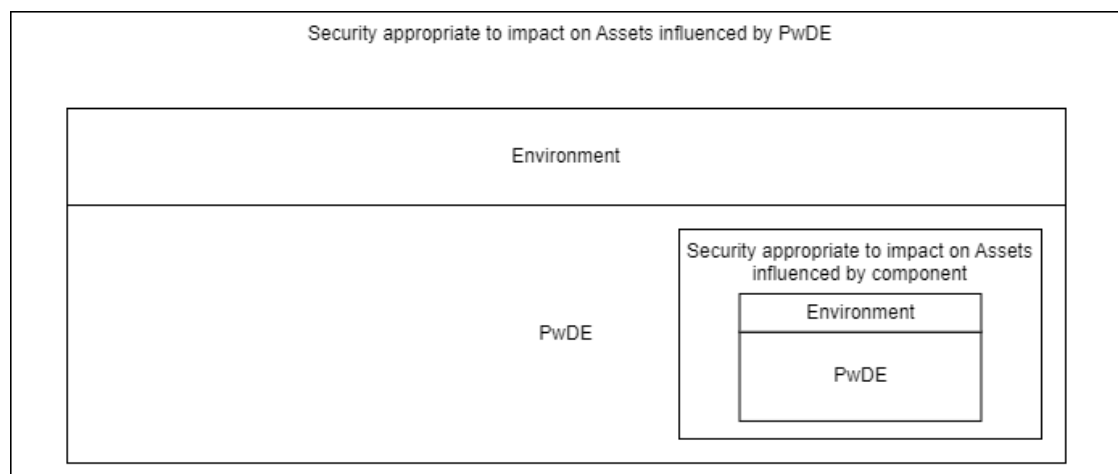 Security appropriate to impact on Assets influenced by PwDE
Environment
PwDE
Security appropriate to impact on Assets
influenced by component
Environment
PwDE